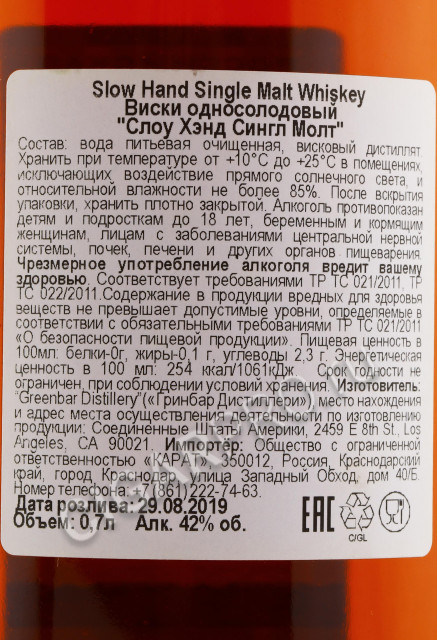 Slow Hand Single Malt Whiskey
Виски односолодовый
"Слоу Хэнд Сингл Молт"
Состав: вода питьевая очищенная, висковый дистиллят.
Хранить при температуре от +10°С до +25°С в помещениях,
исключающих воздействие прямого солнечного света, и
относительной влажности не более 85%. После вскрытия
упаковки, хранить плотно закрытой. Алкоголь противопоказан
детям и подросткам до 18 лет, беременным и кормящим
женщинам, лицам с заболеваниями центральной нервной
системы, почек, печени и других органов пищеварения.
Чрезмерное употребление алкоголя вредит вашему
здоровью. Соответствует требованиями ТР ТС 021/2011, ТР
ТС 022/2011.Содержание в продукции вредных для здоровья
веществ не превышает допустимые уровни, определяемые в
соответствии с обязательными требованиями ТР ТС 021/2011
«О безопасности пищевой продукции». Пищевая ценность в
100мл: белки-0г, жиры-0,1 г, углеводы 2,3 г. Энергетическая
ценность в 100 мл: 254 ккал/1061кДж. Срок годности не
ограничен, при соблюдении условий хранения. Изготовитель:
"Greenbar Distillery"(«Гринбар Дистиллери») место нахождения
и адрес места осуществления деятельности по изготовлению
продукции: Соединенные Штаты Америки, 2459 E 8th St., Los
Angeles, CA 90021. Импортер: Общество с ограниченной
ответственностью «КАРАТ», 350012, Россия, Краснодарский
край, город Краснодар, улица Западный Обход, дом 40/Б.
Номер телефона: +7(861)222-74-63.
Дата розлива: 29.08.2019
Объем: 0,7л Алк. 42% об.
EAC
C/GL